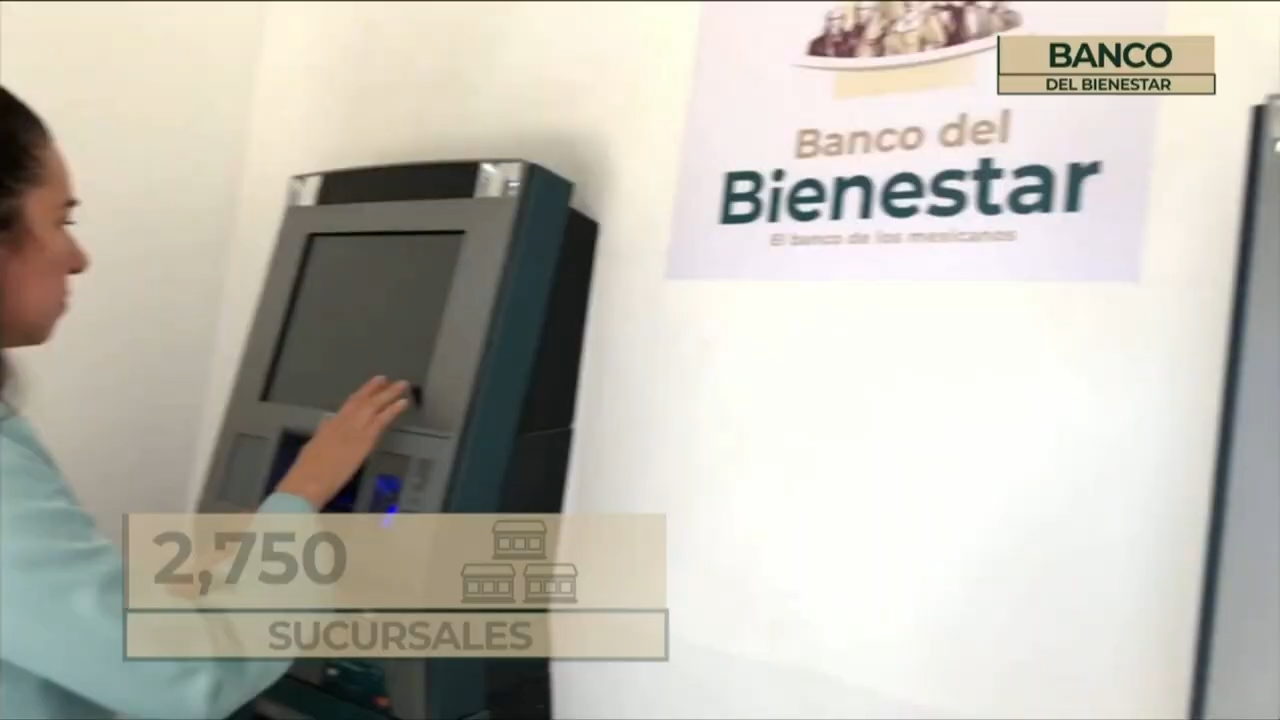 BANCO
DEL BIENESTAR
Banco del
Bienestar
El banco de los mexicanos
2,750
SUCURSALES